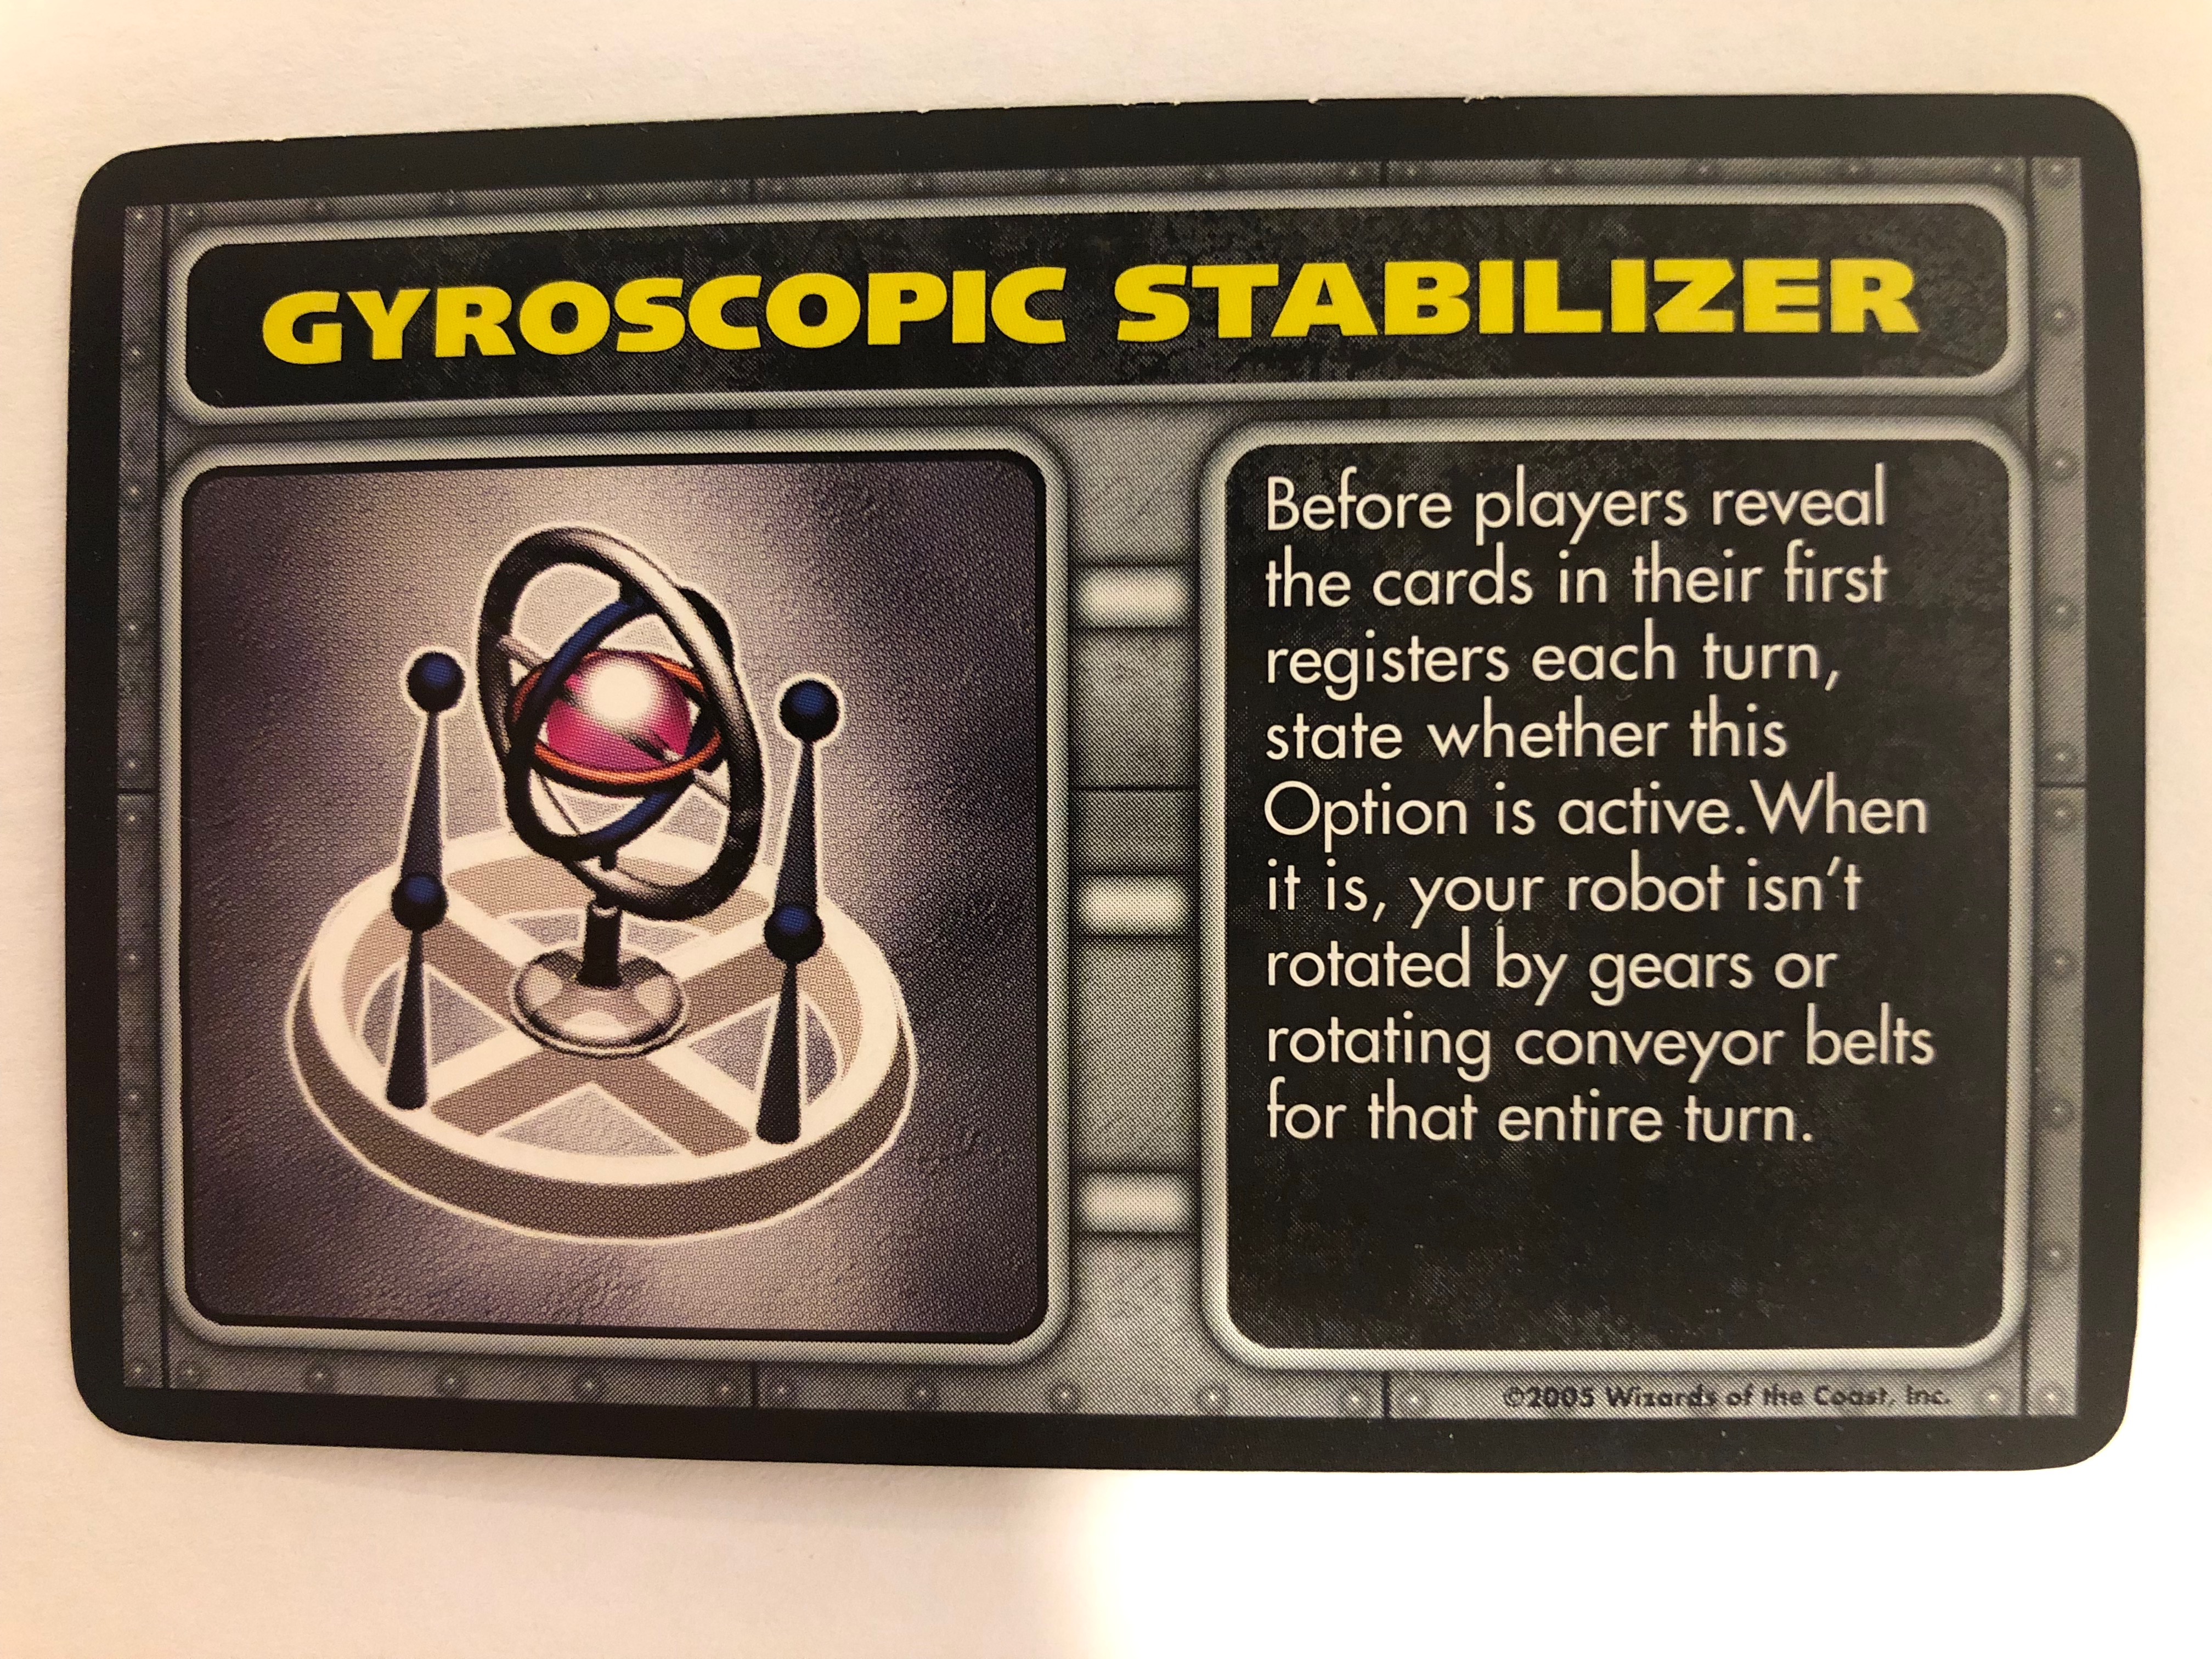 GYROSCOPIC STABILIZER
Before players reveal
the cards in their first
registers each turn,
state whether this
Option is active. When
it is, your robot isn't
rotated by gears or
rotating conveyor belts
for that entire turn.
©2005 Wizards of the Coast, Inc.